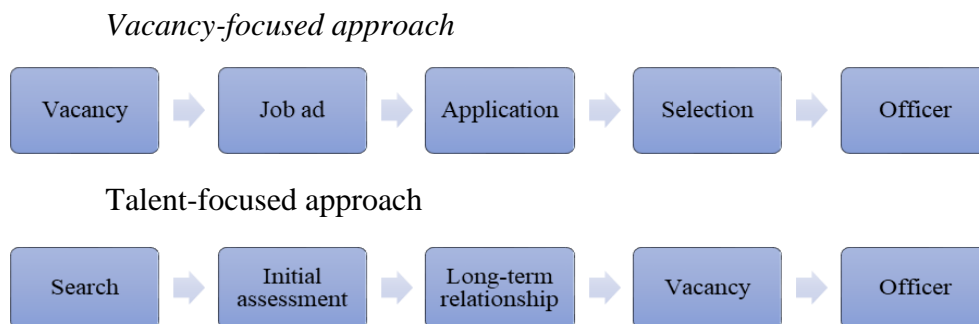 Vacancy-focused approach
Vacancy
Job ad
Application
Selection
Officer
Talent-focused approach
Search
Initial
assessment
Long-term
relationship
Vacancy
Officer